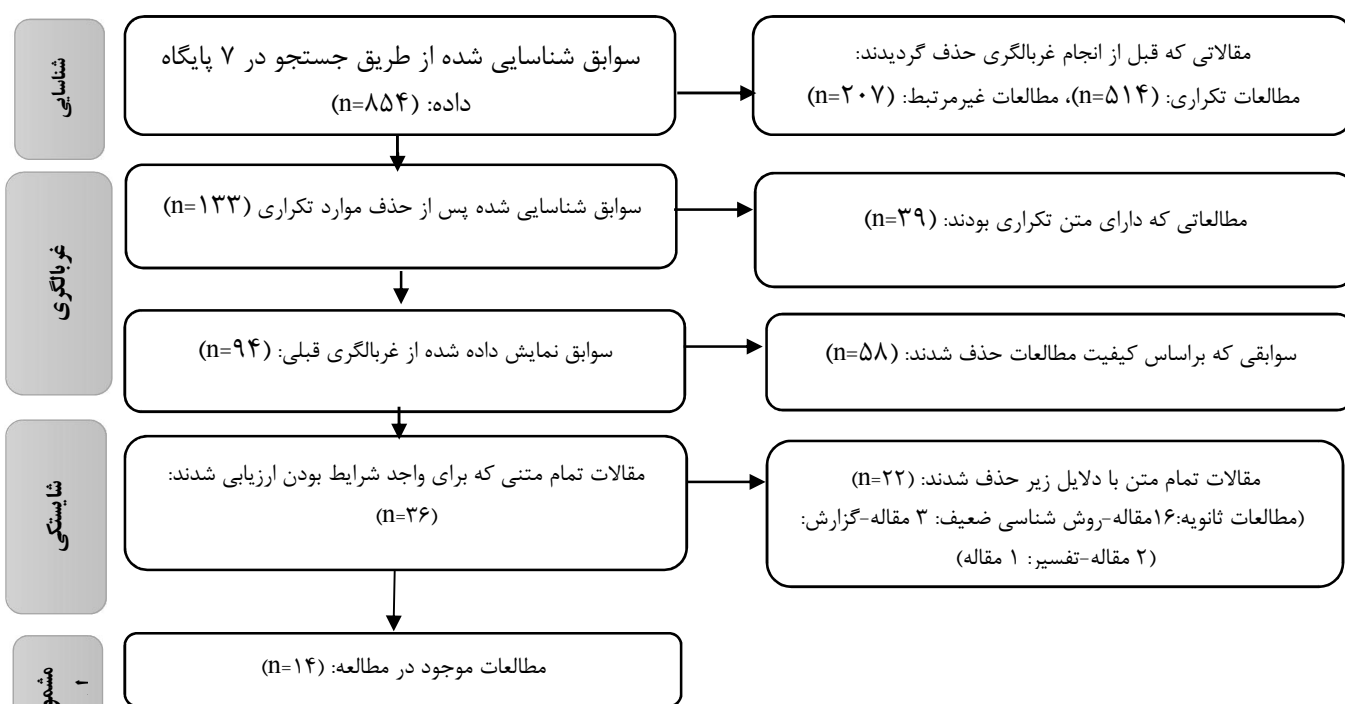 شناسایی
سوابق شناسایی شده از طریق جستجو در ۷ پایگاه
داده: (n=۸۵۴)
مقالاتی که قبل از انجام غربالگری حذف گردیدند:
مطالعات تکراری: (n=۵۱۴)، مطالعات غیرمرتبط: (n=۲۰۷)
غربالگری
سوابق شناسایی شده پس از حذف موارد تکراری (n=۱۳۳)
مطالعاتی که دارای متن تکراری بودند: (n=۳۹)
سوابق نمایش داده شده از غربالگری قبلی: (n=۹۴)
سوابقی که براساس کیفیت مطالعات حذف شدند: (n=۵۸)
شایستگی
مقالات تمام متنی که برای واجد شرایط بودن ارزیابی شدند:
(n=۳۶)
مقالات تمام متن با دلایل زیر حذف شدند: (n=۲۲)
(مطالعات ثانویه:۱۶مقاله-روش شناسی ضعیف: ۳ مقاله-گزارش:
۲ مقاله-تفسیر: ۱ مقاله)
مطالعات موجود در مطالعه: (n=۱۴)